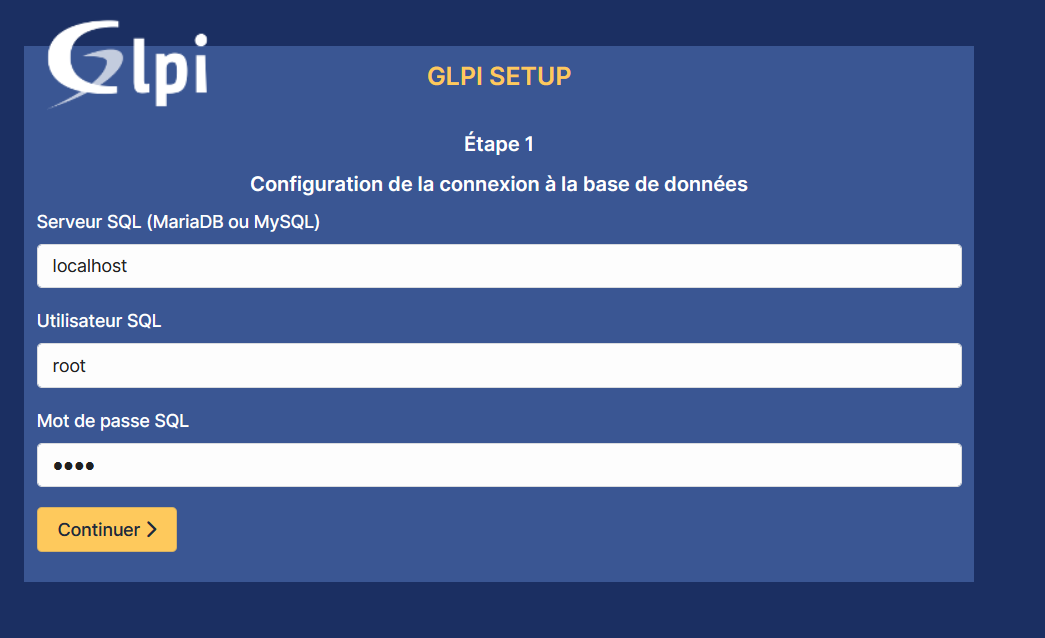 Glpi
GLPI SETUP
Étape 1
Configuration de la connexion à la base de données
Serveur SQL (MariaDB ou MySQL)
localhost
Utilisateur SQL
root
Mot de passe SQL
••••
Continuer